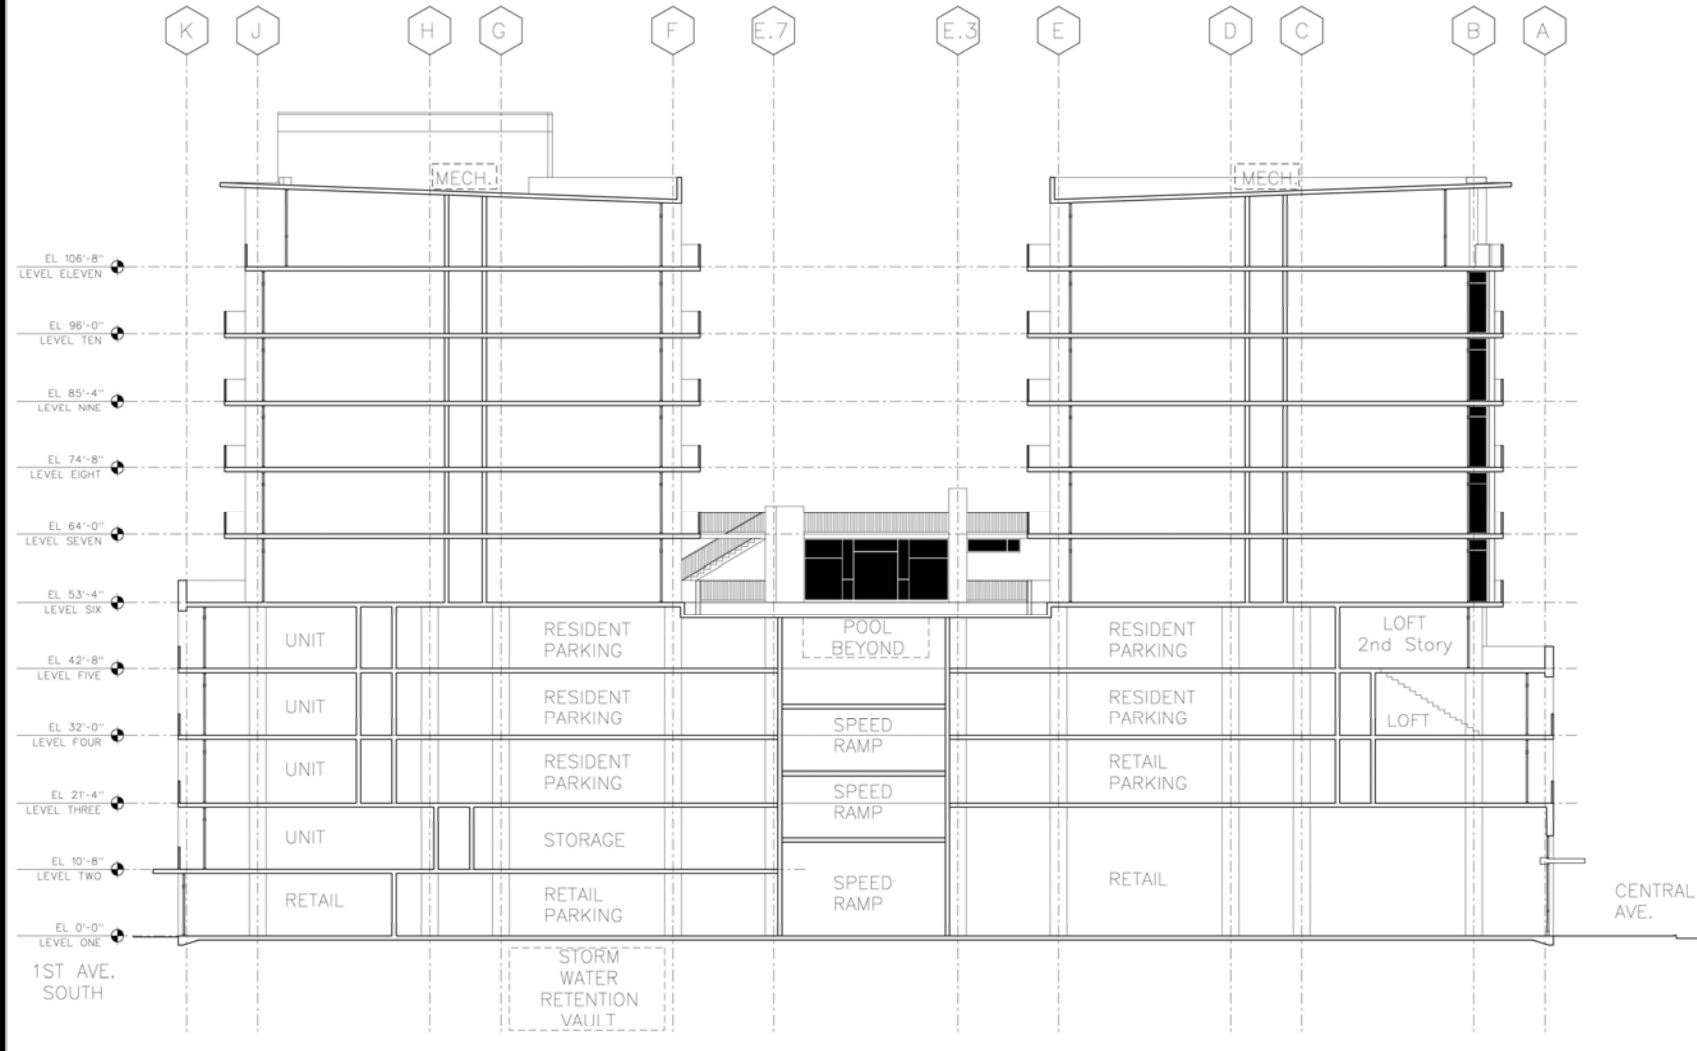 K J H G F E.7 E.3 E D C B A
MECH. MECH.
EL 106'-8"
LEVEL ELEVEN
EL 96'-0"
LEVEL TEN
EL 85'-4"
LEVEL NINE
EL 74'-8"
LEVEL EIGHT
EL 64'-0"
LEVEL SEVEN
EL 53'-4"
LEVEL SIX
UNIT
RESIDENT
PARKING
POOL
BEYOND
RESIDENT
PARKING
LOFT
2nd Story
EL 42'-8"
LEVEL FIVE
UNIT
RESIDENT
PARKING
SPEED
RAMP
RESIDENT
PARKING
LOFT
EL 32'-0"
LEVEL FOUR
UNIT
RESIDENT
PARKING
SPEED
RAMP
RETAIL
PARKING
EL 21'-4"
LEVEL THREE
UNIT
STORAGE
EL 10'-8"
LEVEL TWO
RETAIL
RETAIL
PARKING
SPEED
RAMP
RETAIL
CENTRAL
AVE.
EL 0'-0"
LEVEL ONE
1ST AVE.
SOUTH
STORM
WATER
RETENTION
VAULT